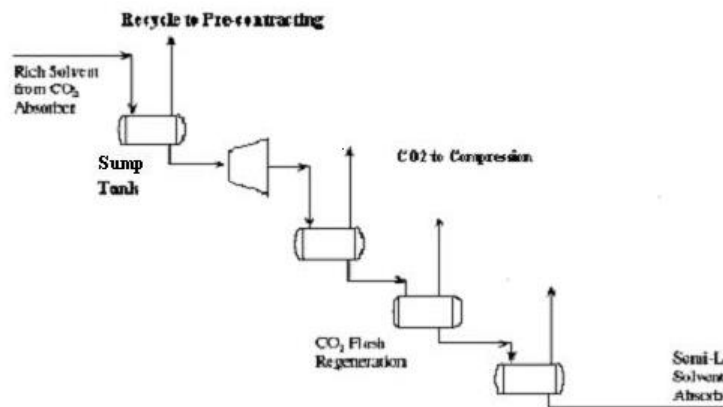 Recycle to Pre-contracting
Rich Solvent
from CO2
Absorber
Sump
Tank
CO2 to Compression
CO2 Flash
Regeneration
Semi-L
Solvent
Absorb